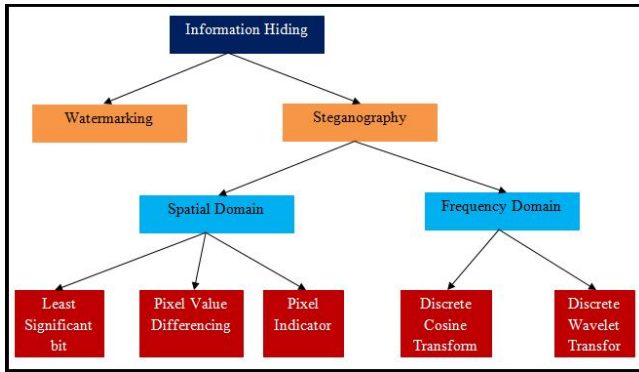 Information Hiding
Watermarking
Steganography
Spatial Domain
Frequency Domain
Least
Significant
bit
Pixel Value
Differencing
Pixel
Indicator
Discrete
Cosine
Transform
Discrete
Wavelet
Transfor